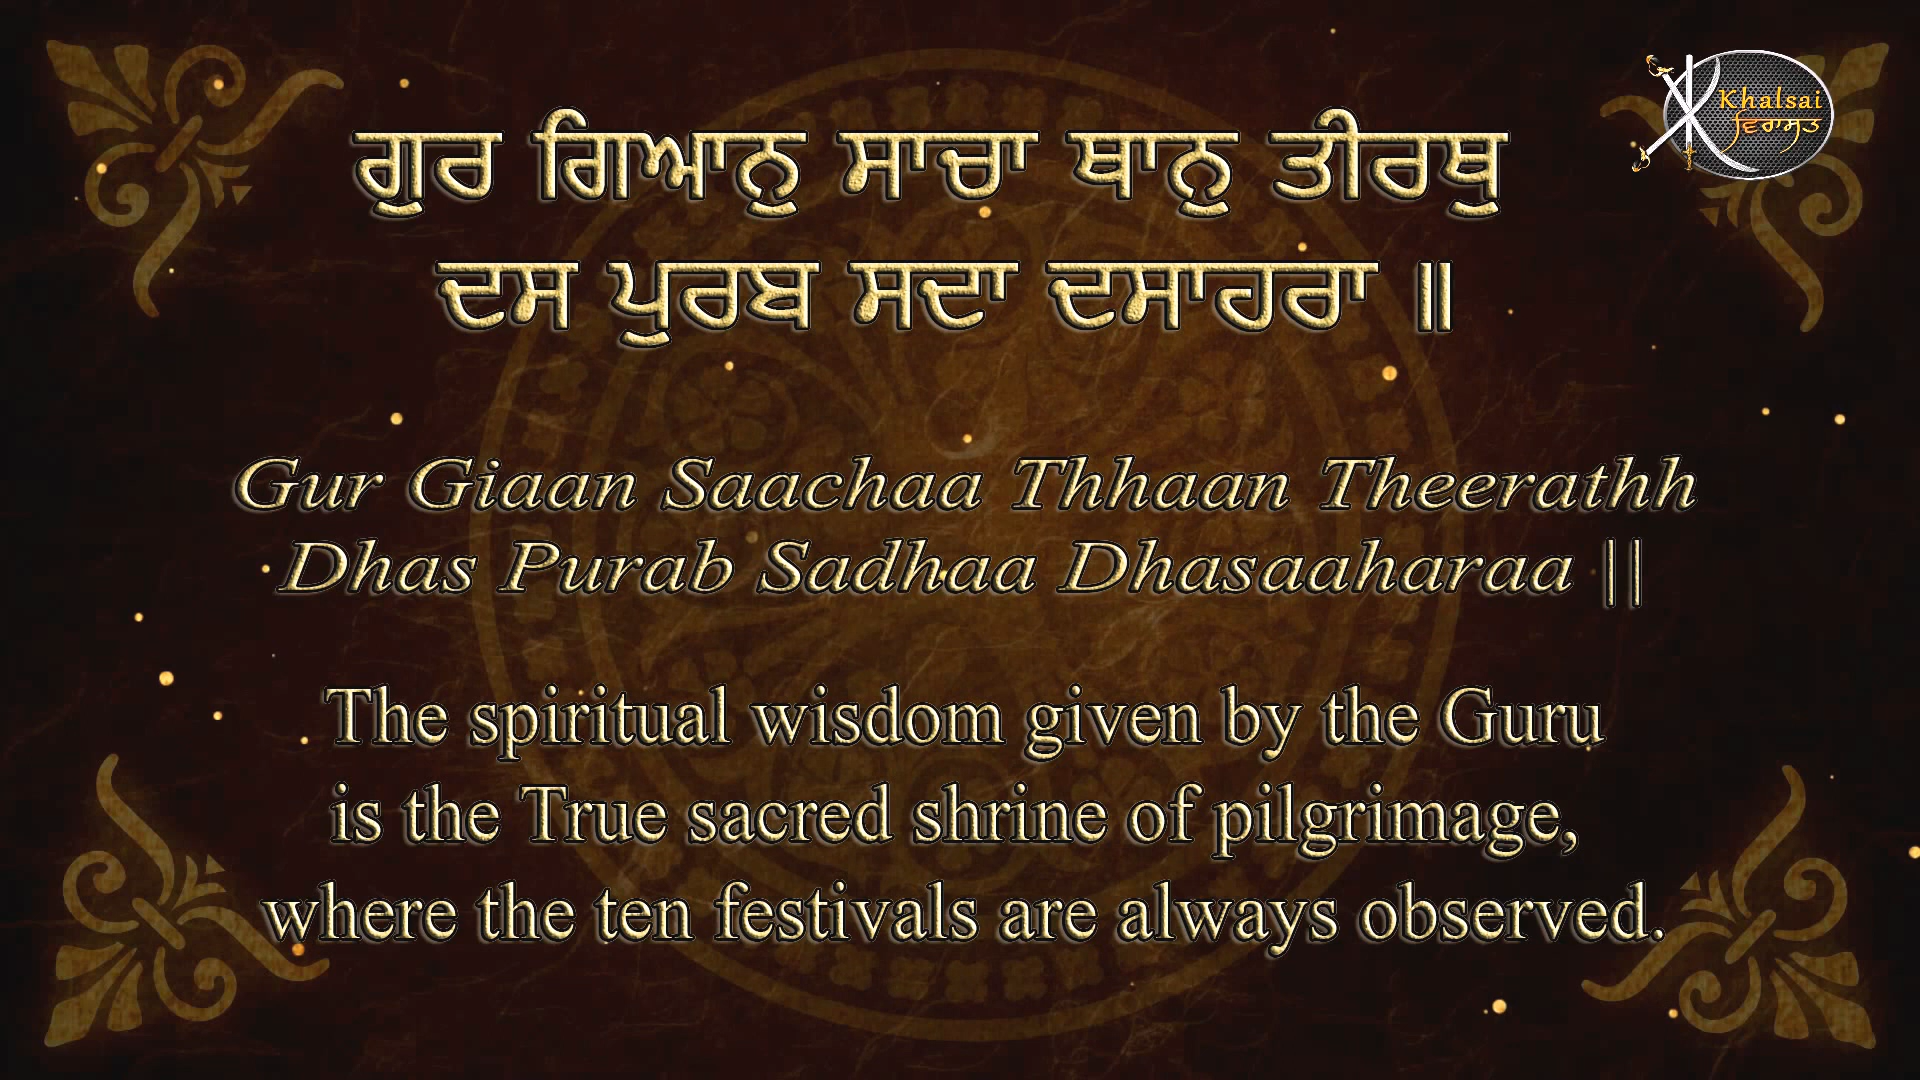 ਗੁਰ ਗਿਆਨੁ ਸਾਚਾ ਥਾਨੁ ਤੀਰਥੁ
ਦਸ ਪੁਰਬ ਸਦਾ ਦਸਾਹਰਾ ॥
Gur Giaan Saachaa Thhaan Theerathh
Dhas Purab Sadhaa Dhasaaharaa ||
The spiritual wisdom given by the Guru
is the True sacred shrine of pilgrimage,
where the ten festivals are always observed.
Khalsai
ਵਿਰਾਸਤ